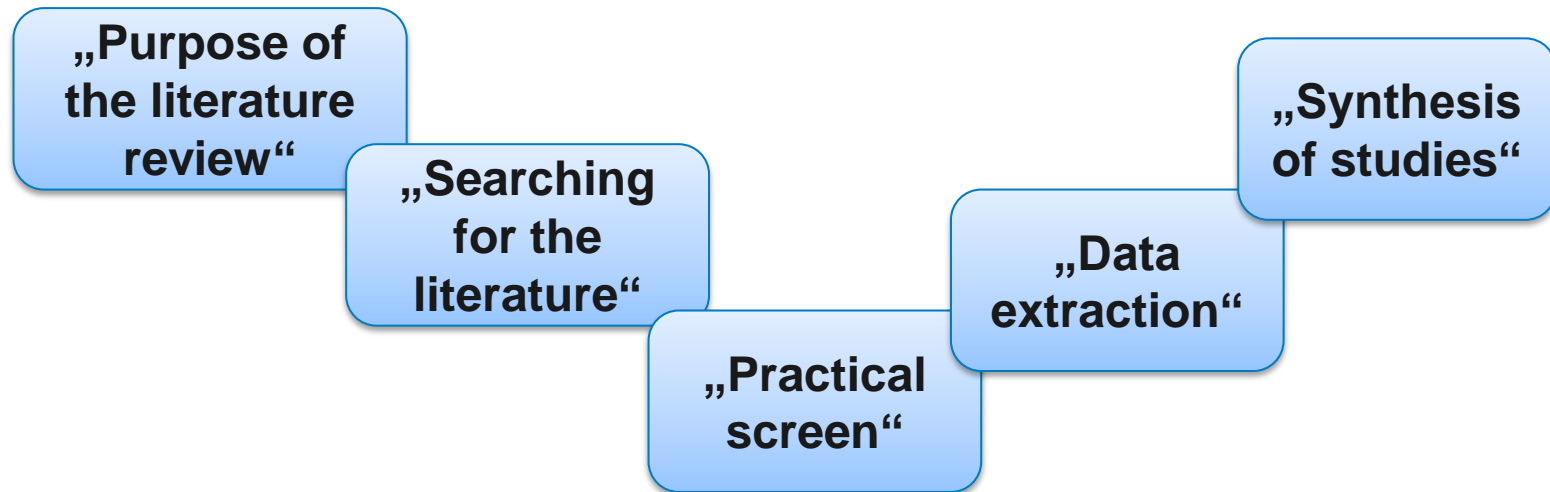 „Purpose of
the literature
review“
„Searching
for the
literature“
„Practical
screen“
„Data
extraction“
„Synthesis
of studies“